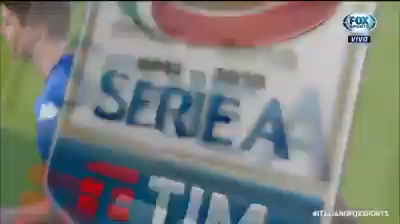 FOX
SPORTS
VIVO
SERIE A
TIM
#ITALIANOFOXSPORTS